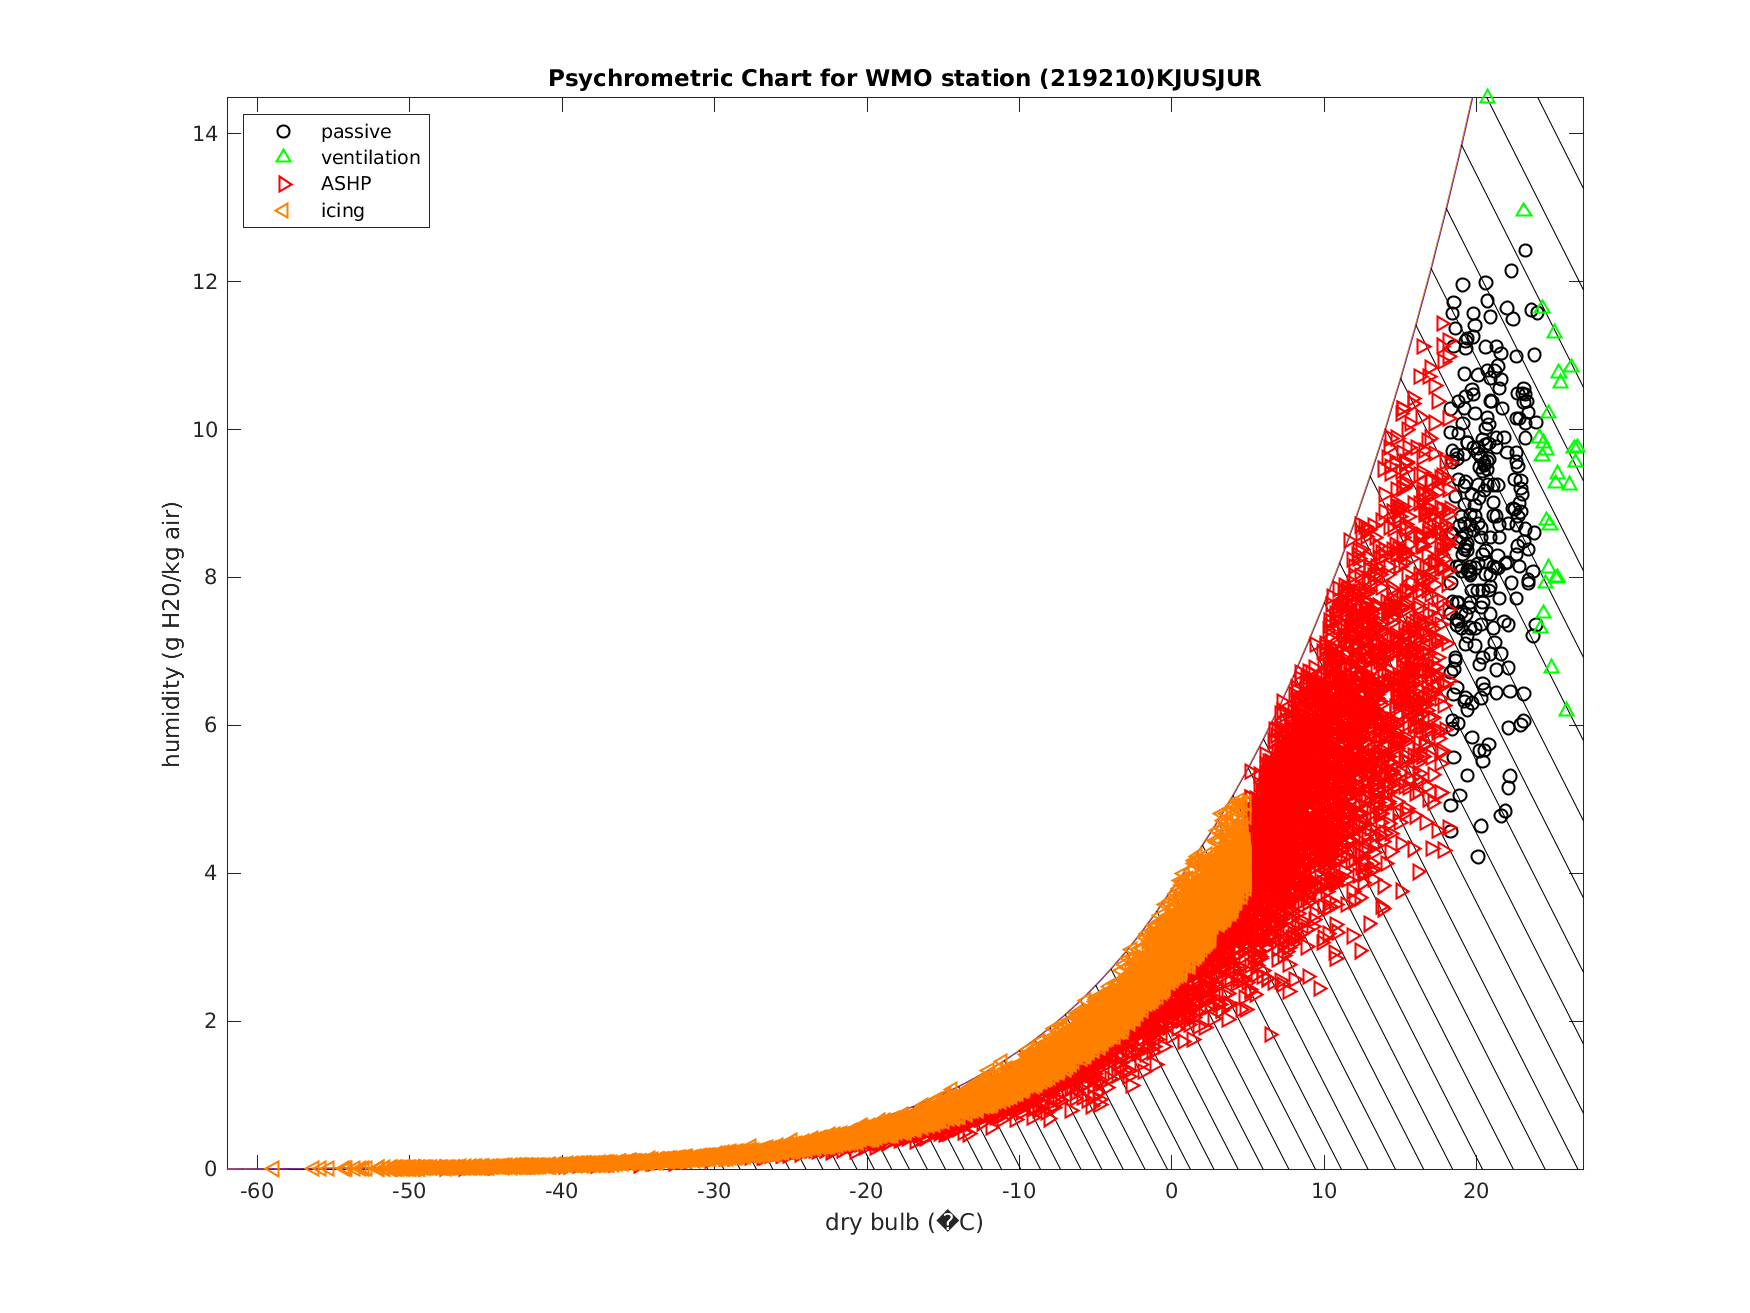 Psychrometric Chart for WMO station (219210)KJUSJUR
passive
ventilation
ASHP
icing
14
12
10
8
6
4
2
0
humidity (g H20/kg air)
-60 -50 -40 -30 -20 -10 0 10 20
dry bulb (�C)